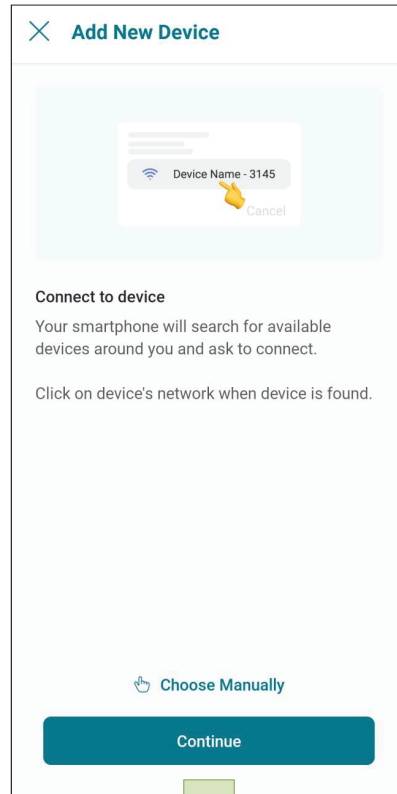 Add New Device
Device Name - 3145
Cancel
Connect to device
Your smartphone will search for available
devices around you and ask to connect.
Click on device's network when device is found.
Choose Manually
Continue